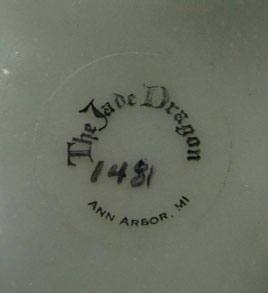 The Jade Dragon
1481
ANN ARBOR, MI